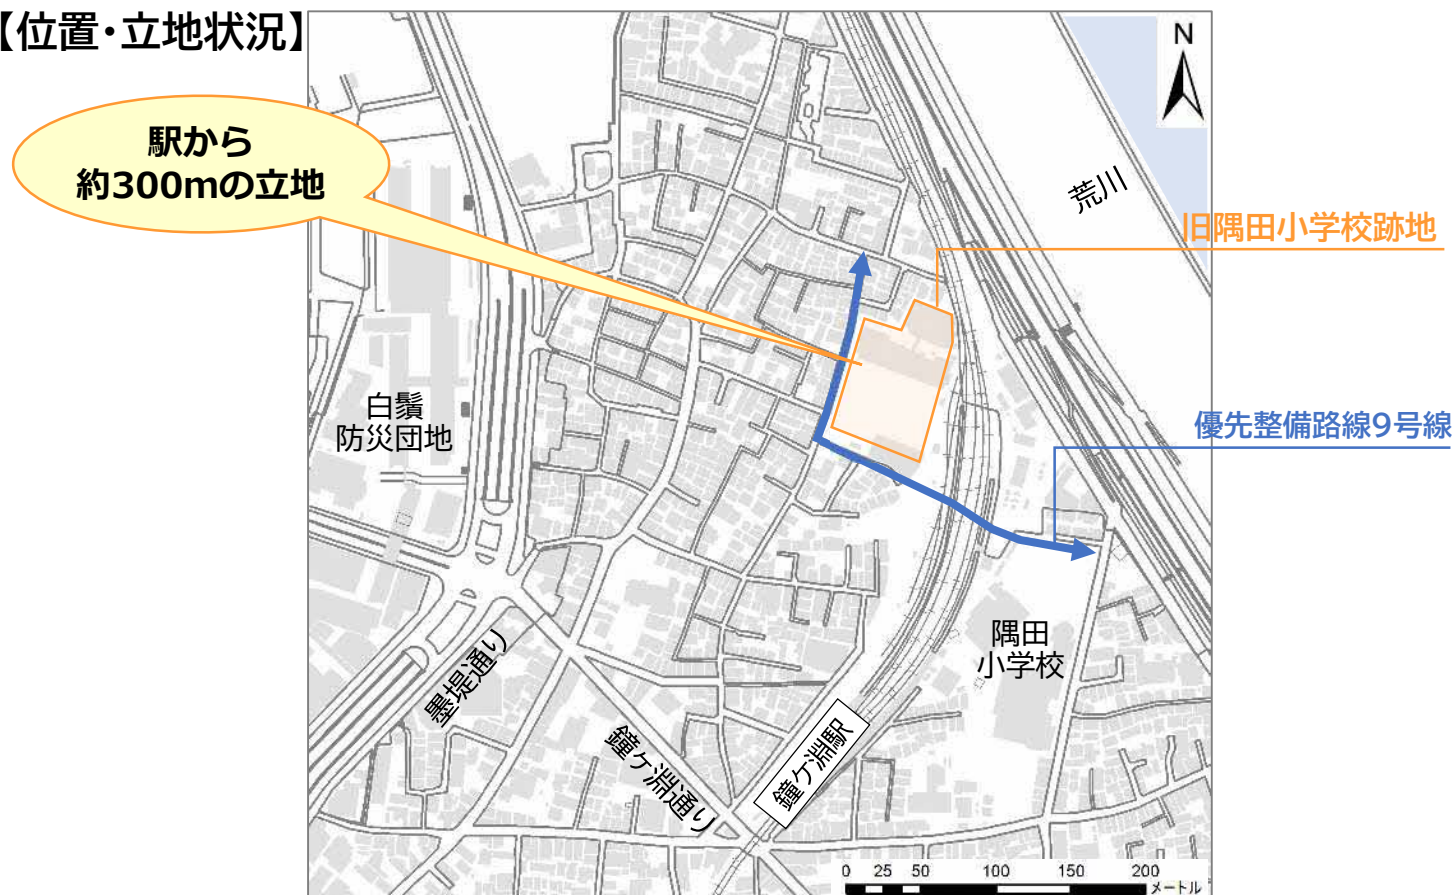 【位置・立地状況】
N
駅から
約300mの立地
荒川
旧隅田小学校跡地
優先整備路線9号線
白鬚
防災団地
隅田
小学校
墨堤通り
鐘ケ淵通り
鐘ケ淵駅
0 25 50 100 150 200
メートル